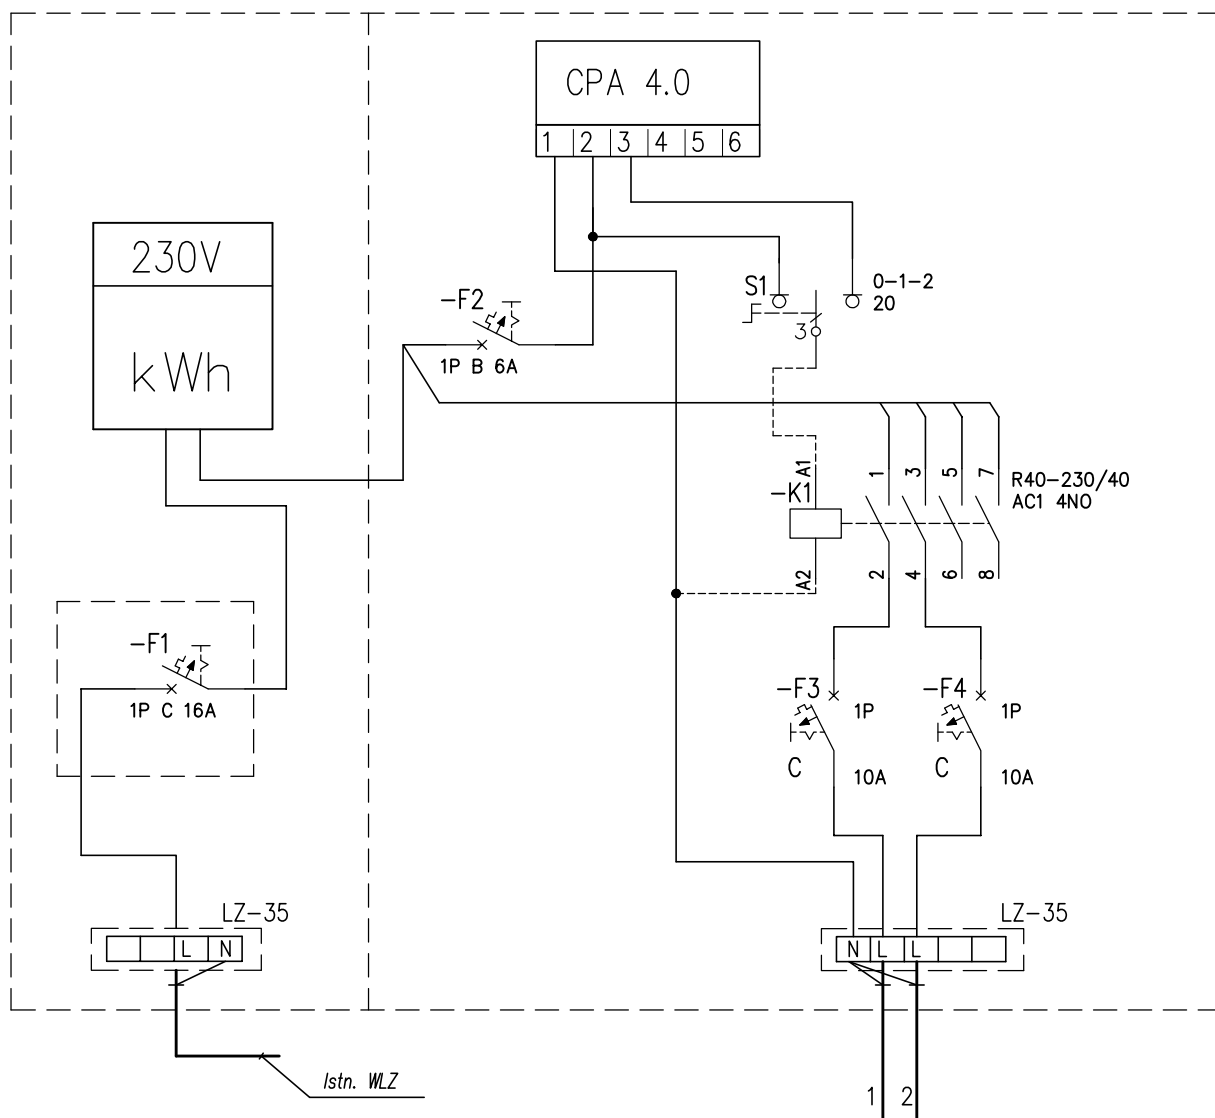 CPA 4.0
1 2 3 4 5 6
230V
kWh
S1
0-1-2
20
3
-F2
1P B 6A
A1
1 3 5 7
-K1
R40-230/40
AC1 4NO
A2
2 4 6 8
-F1
1P C 16A
-F3
1P
C
10A
-F4
1P
C
10A
LZ-35
L N
LZ-35
N L L
Istn. WLZ
1 2